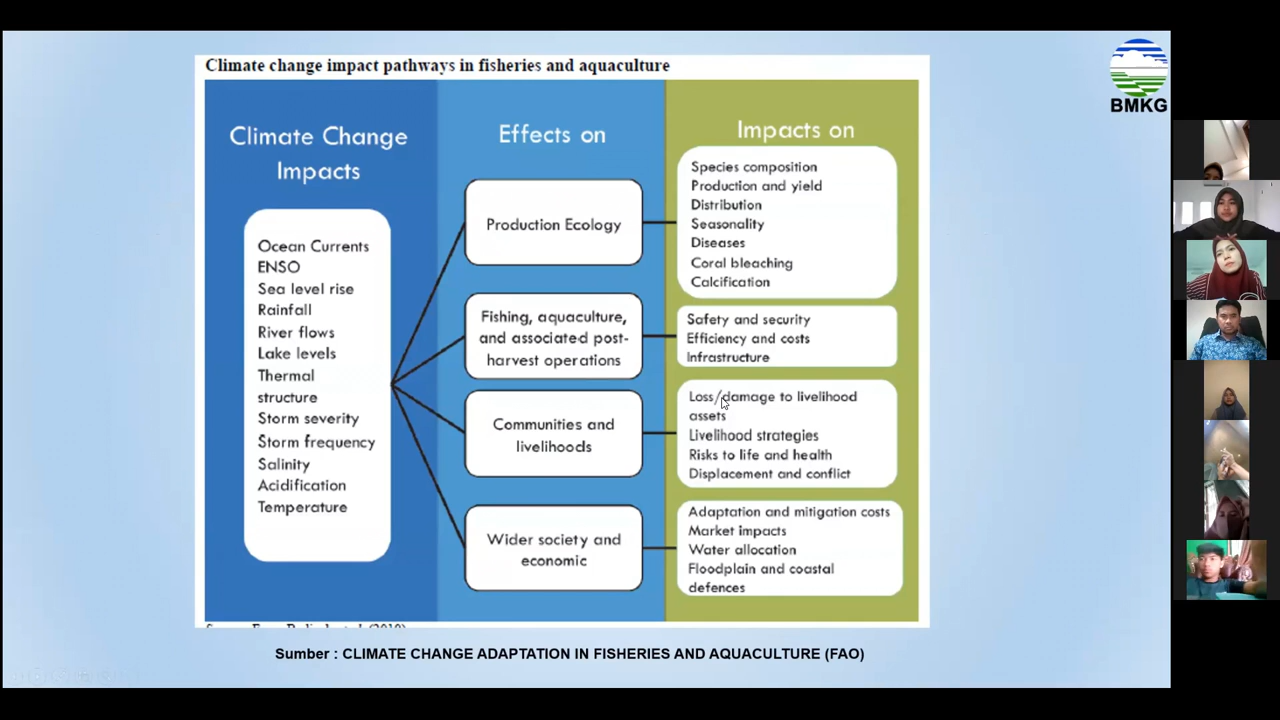 Climate change impact pathways in fisheries and aquaculture
BMKG
Climate Change
Impacts
Ocean Currents
ENSO
Sea level rise
Rainfall
River flows
Lake levels
Thermal
structure
Storm severity
Storm frequency
Salinity
Acidification
Temperature
Effects on
Production Ecology
Fishing, aquaculture,
and associated post-
harvest operations
Communities and
livelihoods
Wider society and
economic
Impacts on
Species composition
Production and yield
Distribution
Seasonality
Diseases
Coral bleaching
Calcification
Safety and security
Efficiency and costs
Infrastructure
Loss/damage to livelihood
assets
Livelihood strategies
Risks to life and health
Displacement and conflict
Adaptation and mitigation costs
Market impacts
Water allocation
Floodplain and coastal
defences
Sumber : CLIMATE CHANGE ADAPTATION IN FISHERIES AND AQUACULTURE (FAO)